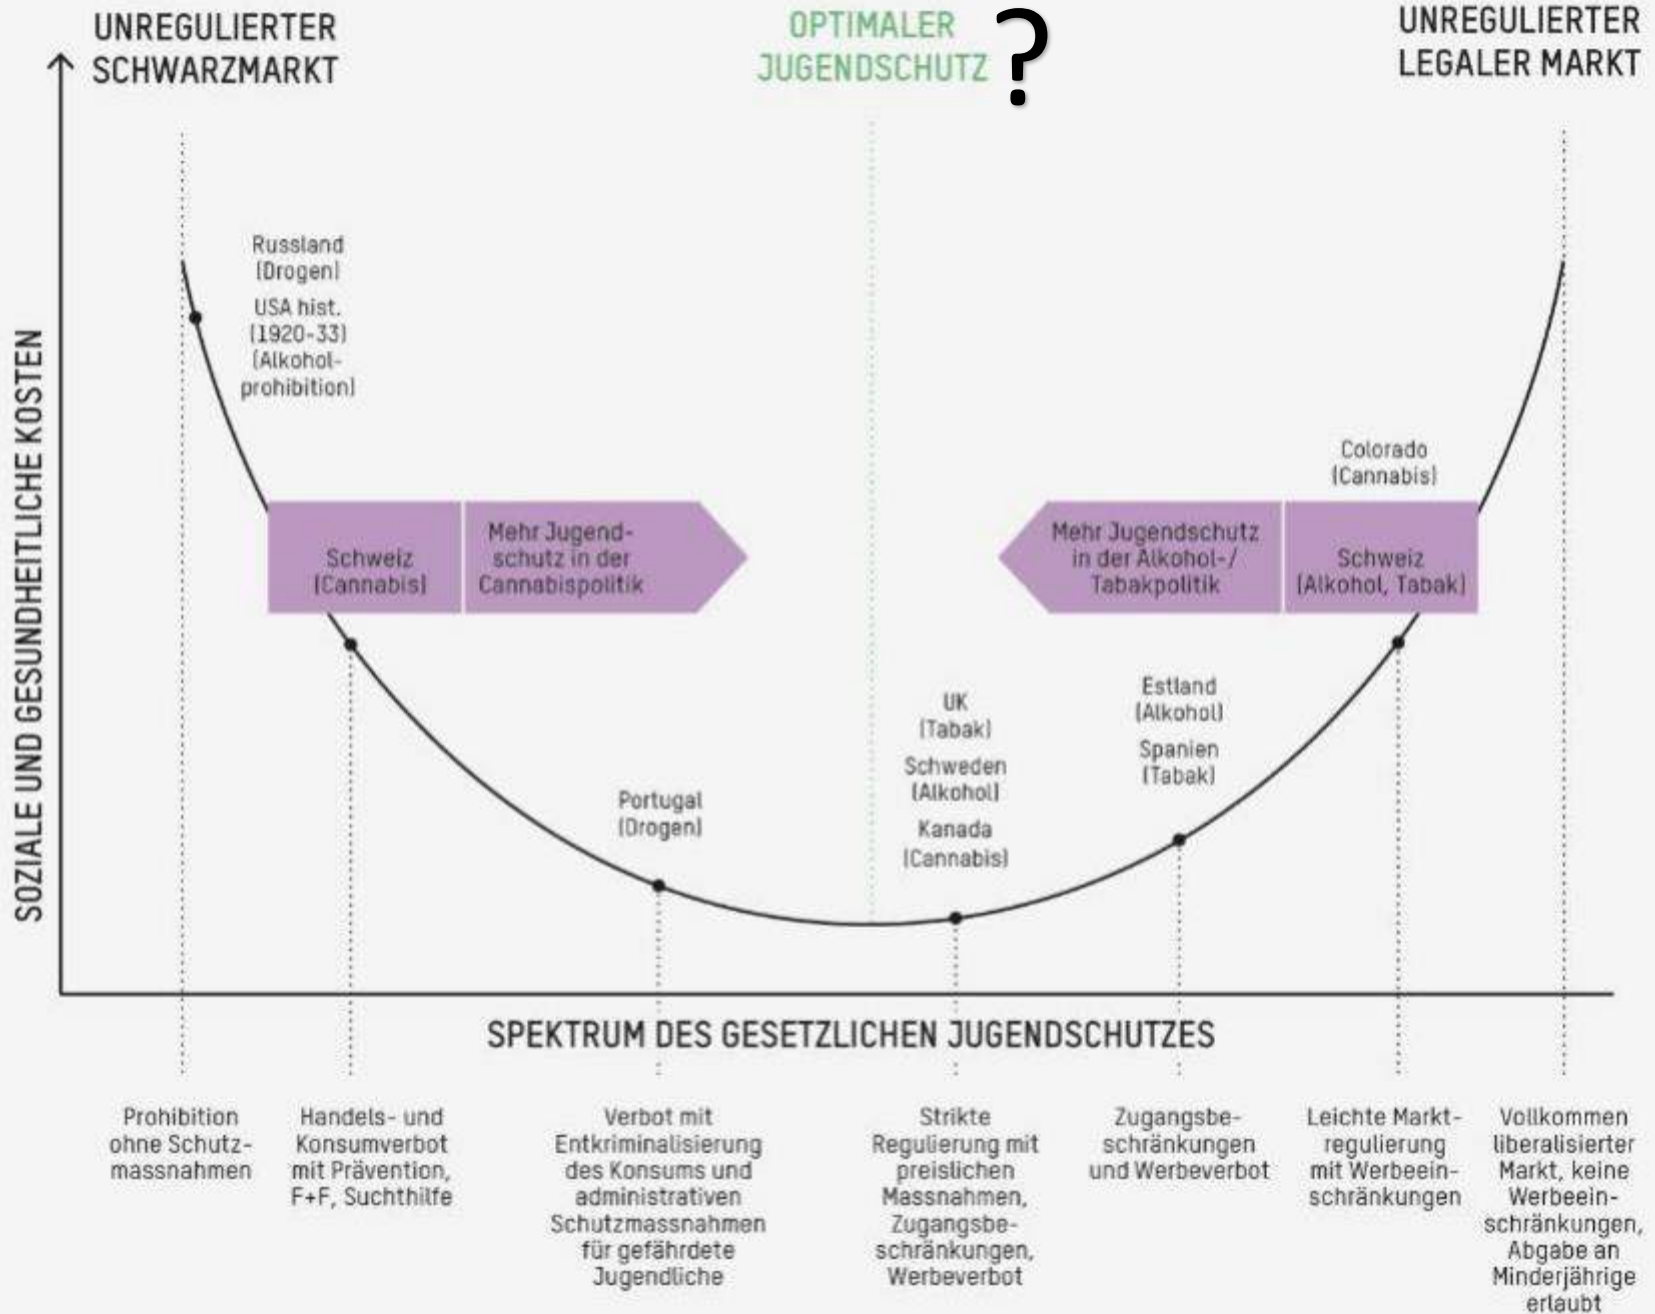 UNREGULIERTER
SCHWARZMARKT
OPTIMALER
JUGENDSCHUTZ
?
UNREGULIERTER
LEGALER MARKT
SOZIALE UND GESUNDHEITLICHE KOSTEN
Russland
(Drogen)
USA hist.
(1920-33)
(Alkohol-
prohibition)
Schweiz
(Cannabis)
Mehr Jugend-
schutz in der
Cannabispolitik
Mehr Jugendschutz
in der Alkohol-/
Tabakpolitik
Colorado
(Cannabis)
Schweiz
(Alkohol, Tabak)
Portugal
(Drogen)
UK
(Tabak)
Schweden
(Alkohol)
Kanada
(Cannabis)
Estland
(Alkohol)
Spanien
(Tabak)
SPEKTRUM DES GESETZLICHEN JUGENDSCHUTZES
Prohibition
ohne Schutz-
massnahmen
Handels- und
Konsumverbot
mit Prävention,
F+F, Suchthilfe
Verbot mit
Entkriminalisierung
des Konsums und
administrativen
Schutzmassnahmen
für gefährdete
Jugendliche
Strikte
Regulierung mit
preislichen
Massnahmen,
Zugangsbe-
schränkungen,
Werbeverbot
Zugangsbe-
schränkungen
und Werbeverbot
Leichte Markt-
regulierung
mit Werbeein-
schränkungen
Vollkommen
liberalisierter
Markt, keine
Werbeein-
schränkungen,
Abgabe an
Minderjährige
erlaubt